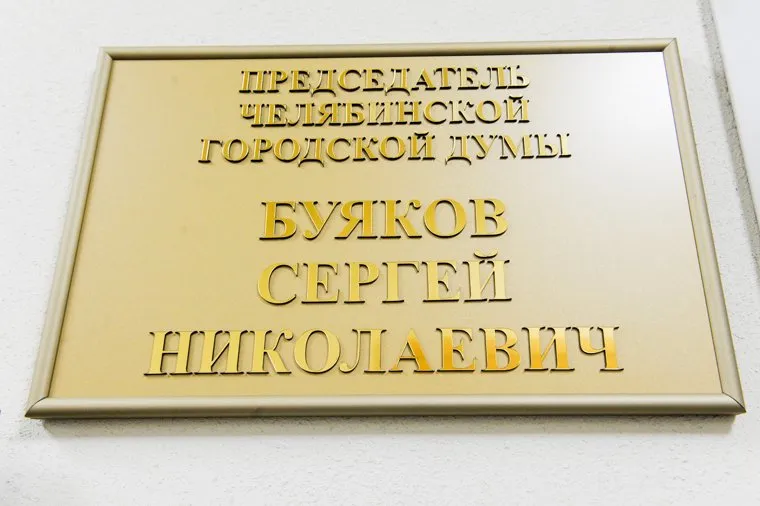 ПРЕДСЕДАТЕЛЬ
ЧЕЛЯБИНСКОЙ
ГОРОДСКОЙ ДУМЫ
БУЯКОВ
СЕРГЕЙ
НИКОЛАЕВИЧ